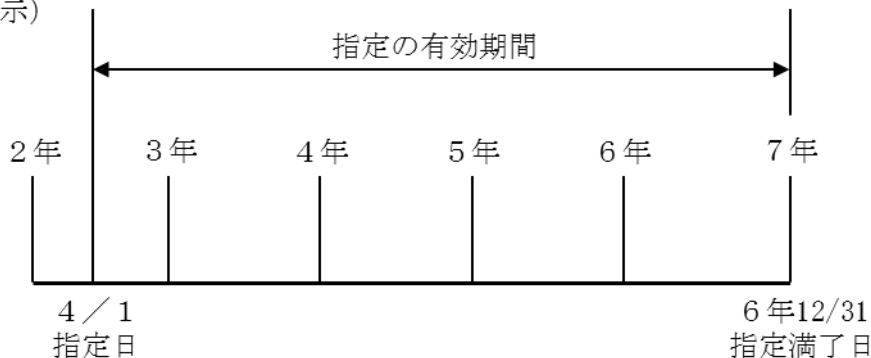 示)
指定の有効期間
２年 ３年 ４年 ５年 ６年 ７年
４／１ ６年12/31
指定日 指定満了日